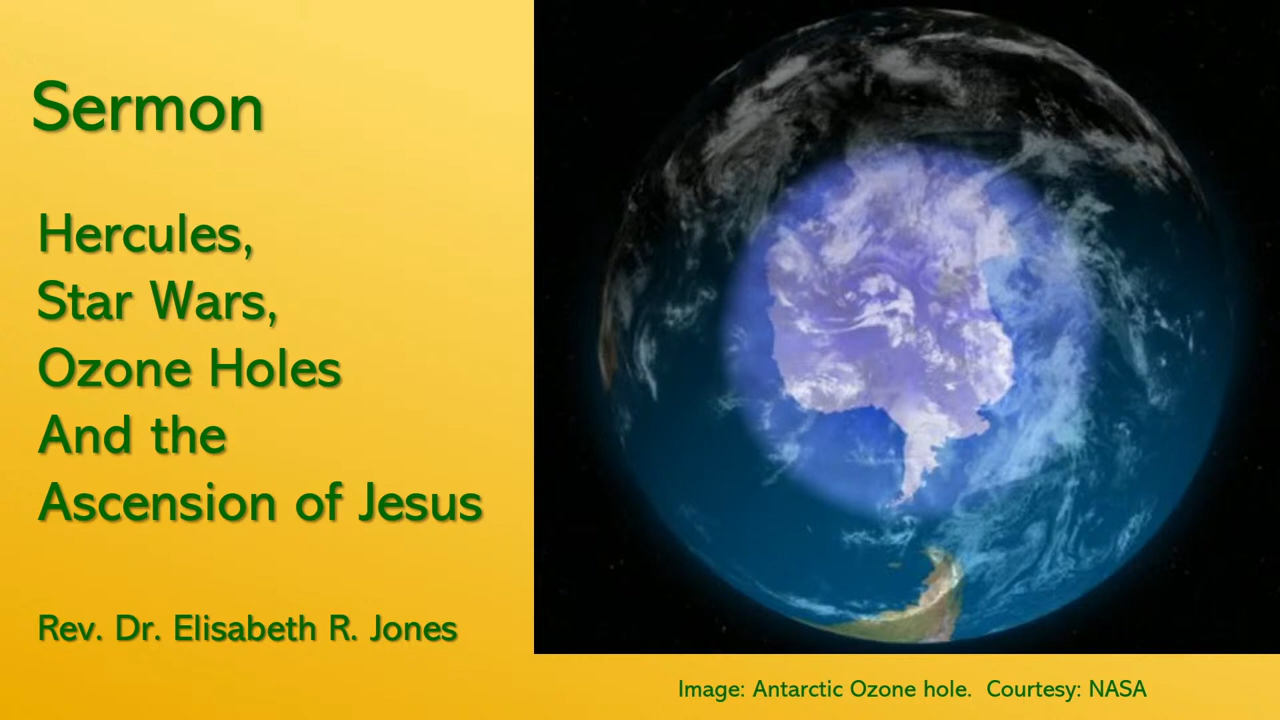 Sermon
Hercules,
Star Wars,
Ozone Holes
And the
Ascension of Jesus
Rev. Dr. Elisabeth R. Jones
Image: Antarctic Ozone hole.  Courtesy: NASA